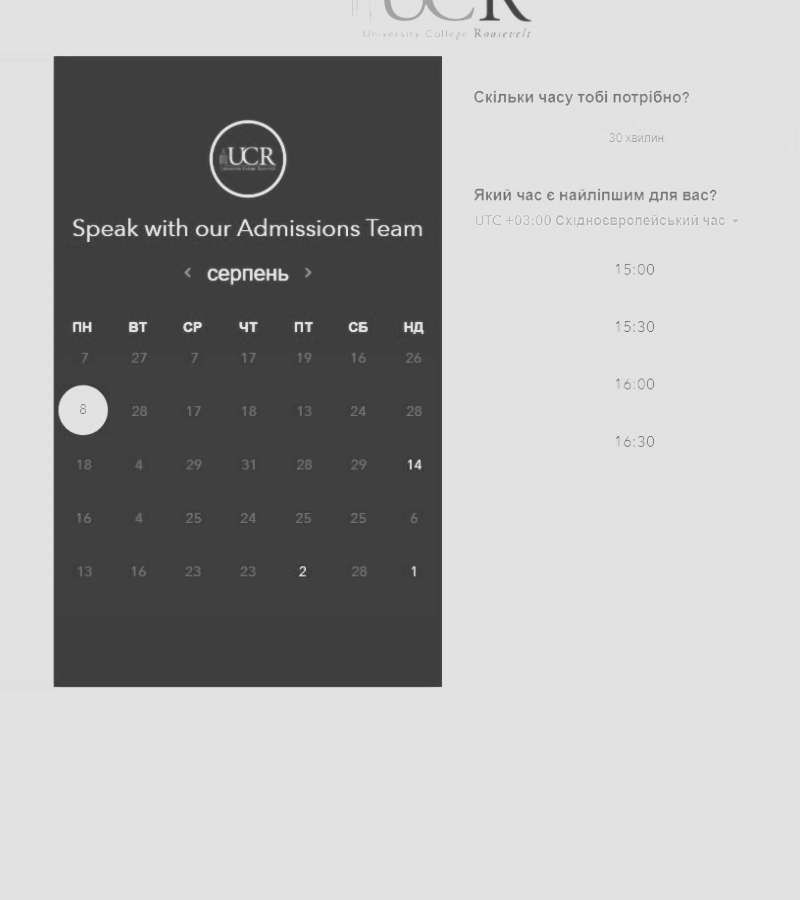 UCR
University College Roosevelt
UCR
Speak with our Admissions Team
серпень
ПН ВТ СР ЧТ ПТ СБ НД
7 27 7 17 19 16 26
8 28 17 18 13 24 28
18 4 29 31 28 29 14
16 4 25 24 25 25 6
13 16 23 23 2 28 1
Скільки часу тобі потрібно?
30 хвилин
Який час є найліпшим для вас?
UTC +03:00 Східноєвропейський час
15:00
15:30
16:00
16:30